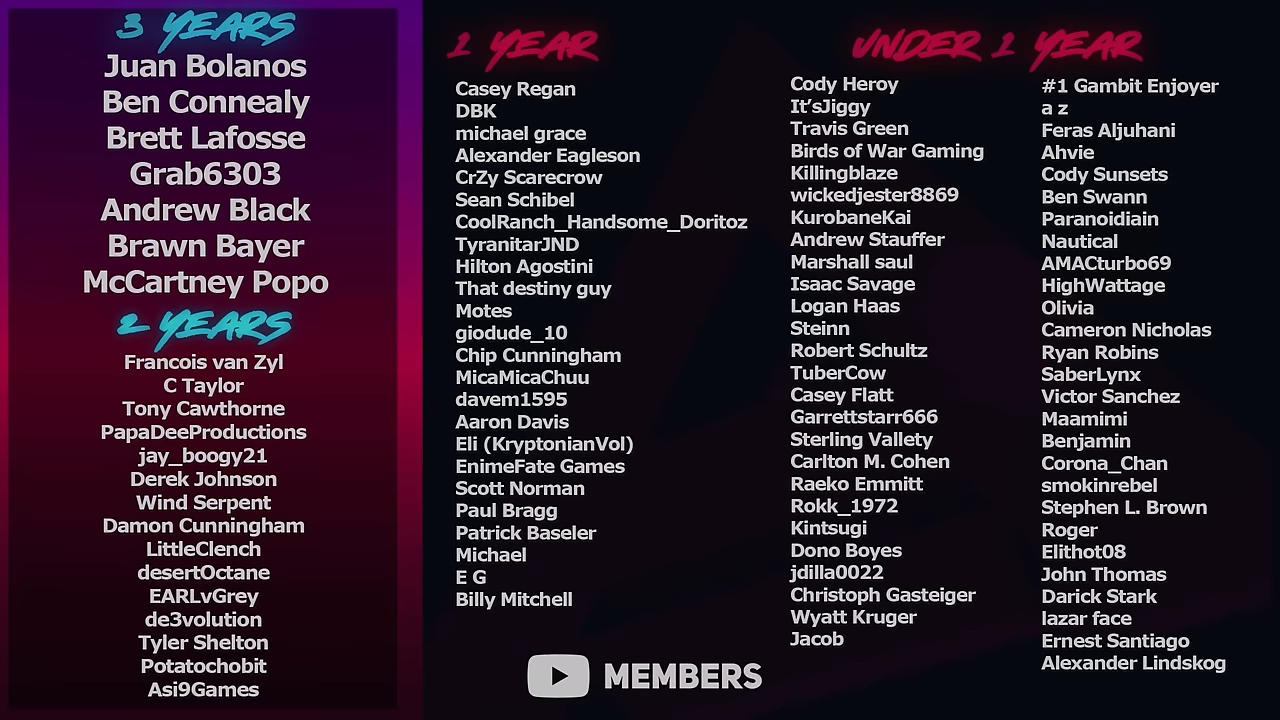 3 YEARS
Juan Bolanos
Ben Connealy
Brett Lafosse
Grab6303
Andrew Black
Brawn Bayer
McCartney Popo
2 YEARS
Francois van Zyl
C Taylor
Tony Cawthorne
PapaDeeProductions
jay_boogy21
Derek Johnson
Wind Serpent
Damon Cunningham
LittleClench
desertOctane
EARLvGrey
de3volution
Tyler Shelton
Potatochobit
Asi9Games
1 YEAR
Casey Regan
DBK
michael grace
Alexander Eagleson
CrZy Scarecrow
Sean Schibel
CoolRanch_Handsome_Doritoz
TyranitarJND
Hilton Agostini
That destiny guy
Motes
giodude_10
Chip Cunningham
MicaMicaChuu
davem1595
Aaron Davis
Eli (KryptonianVol)
EnimeFate Games
Scott Norman
Paul Bragg
Patrick Baseler
Michael
E G
Billy Mitchell
UNDER 1 YEAR
Cody Heroy
It’sJiggy
Travis Green
Birds of War Gaming
Killingblaze
wickedjester8869
KurobaneKai
Andrew Stauffer
Marshall saul
Isaac Savage
Logan Haas
Steinn
Robert Schultz
TuberCow
Casey Flatt
Garrettstarr666
Sterling Vallety
Carlton M. Cohen
Raeko Emmitt
Rokk_1972
Kintsugi
Dono Boyes
jdilla0022
Christoph Gasteiger
Wyatt Kruger
Jacob
#1 Gambit Enjoyer
a z
Feras Aljuhani
Ahvie
Cody Sunsets
Ben Swann
Paranoidiain
Nautical
AMACturbo69
HighWattage
Olivia
Cameron Nicholas
Ryan Robins
SaberLynx
Victor Sanchez
Maamimi
Benjamin
Corona_Chan
smokinrebel
Stephen L. Brown
Roger
Elithot08
John Thomas
Darick Stark
lazar face
Ernest Santiago
Alexander Lindskog
MEMBERS